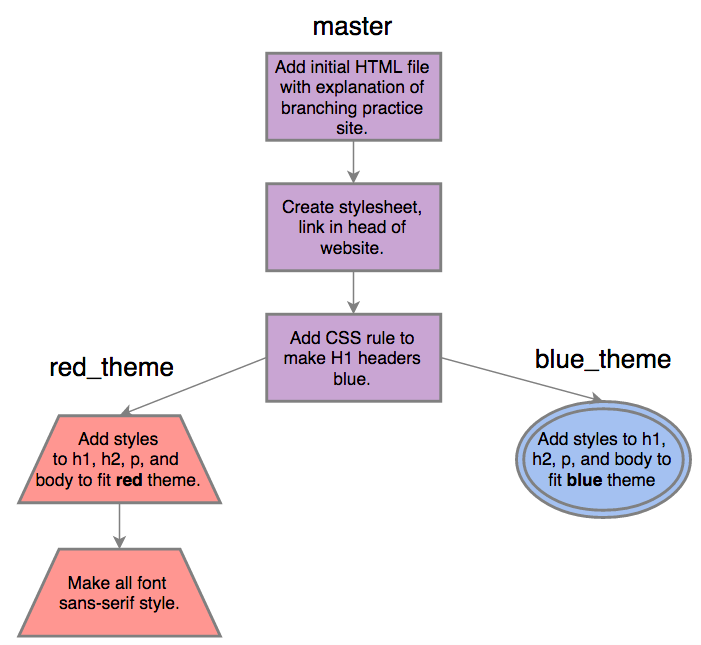 master
Add initial HTML file
with explanation of
branching practice
site.
Create stylesheet,
link in head of
website.
Add CSS rule to
make H1 headers
blue.
red_theme
Add styles
to h1, h2, p, and
body to fit red theme.
Make all font
sans-serif style.
blue_theme
Add styles to h1,
h2, p, and body to
fit blue theme